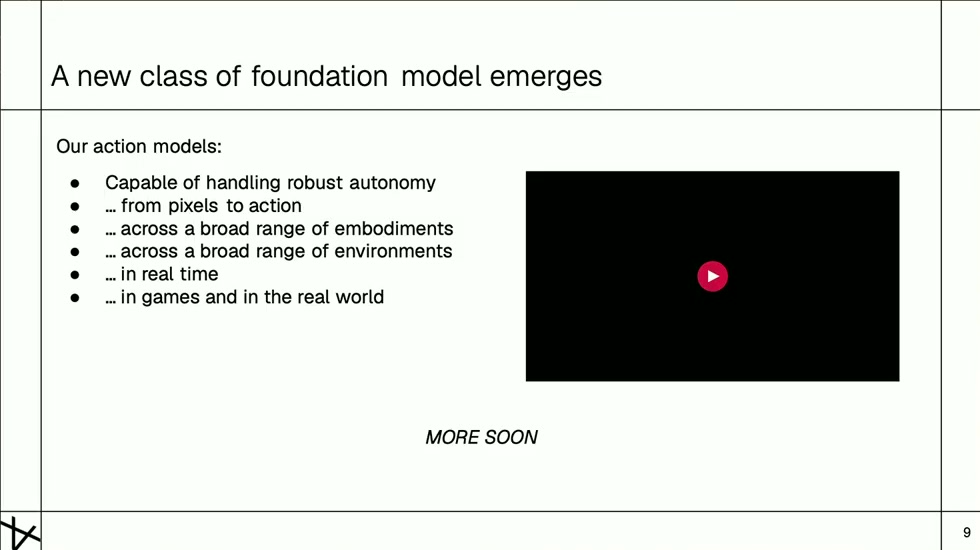 A new class of foundation model emerges
Our action models:
● Capable of handling robust autonomy
● … from pixels to action
● … across a broad range of embodiments
● … across a broad range of environments
● … in real time
● … in games and in the real world
MORE SOON
9